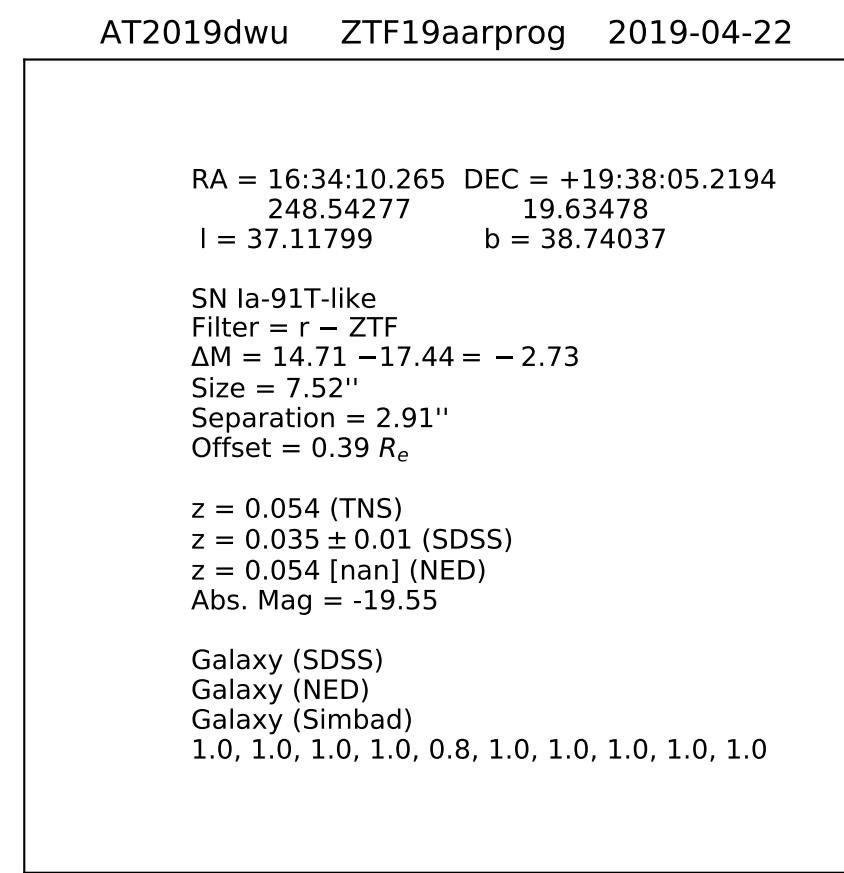 AT2019dwu ZTF19aarprog 2019-04-22
RA = 16:34:10.265 DEC = +19:38:05.2194
248.54277 19.63478
l = 37.11799 b = 38.74037
SN Ia-91T-like
Filter = r − ZTF
ΔM = 14.71 −17.44 = − 2.73
Size = 7.52''
Separation = 2.91''
Offset = 0.39 Re
z = 0.054 (TNS)
z = 0.035 ± 0.01 (SDSS)
z = 0.054 [nan] (NED)
Abs. Mag = -19.55
Galaxy (SDSS)
Galaxy (NED)
Galaxy (Simbad)
1.0, 1.0, 1.0, 1.0, 0.8, 1.0, 1.0, 1.0, 1.0, 1.0